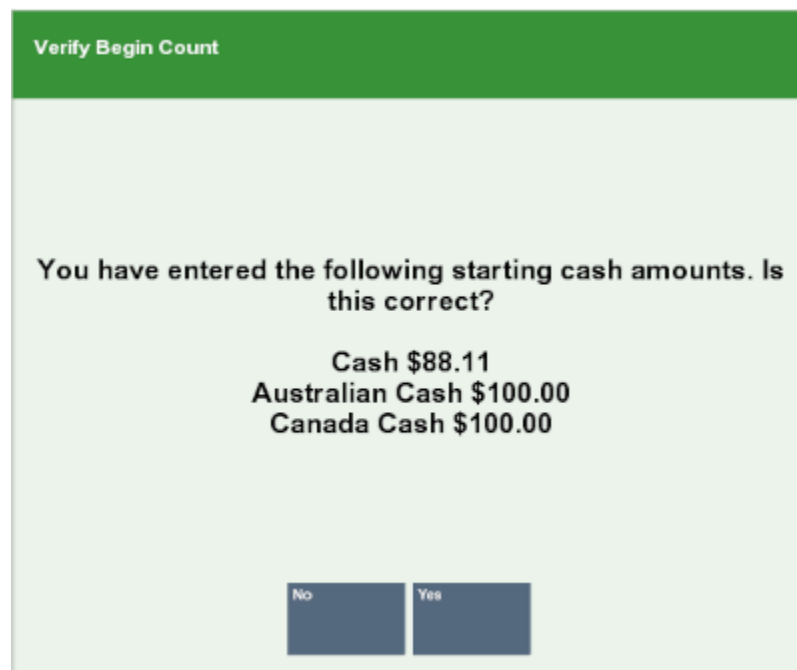 Verify Begin Count
You have entered the following starting cash amounts. Is
this correct?
Cash $88.11
Australian Cash $100.00
Canada Cash $100.00
No
Yes